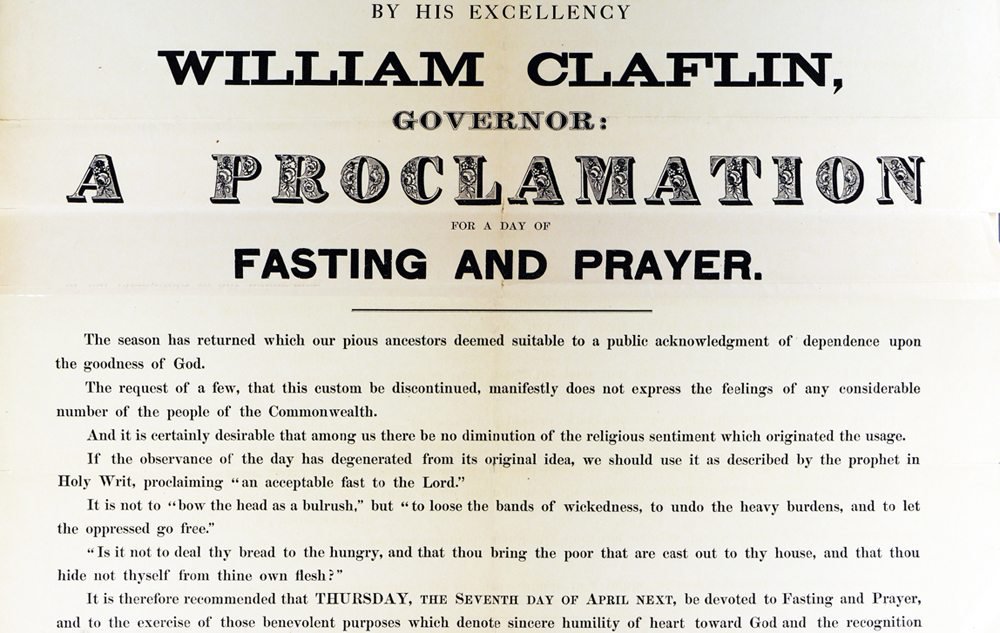 BY HIS EXCELLENCY
WILLIAM CLAFLIN,
GOVERNOR:
A PROCLAMATION
FOR A DAY OF
FASTING AND PRAYER.
The season has returned which our pious ancestors deemed suitable to a public acknowledgment of dependence upon
the goodness of God.
The request of a few, that this custom be discontinued, manifestly does not express the feelings of any considerable
number of the people of the Commonwealth.
And it is certainly desirable that among us there be no diminution of the religious sentiment which originated the usage.
If the observance of the day has degenerated from its original idea, we should use it as described by the prophet in
Holy Writ, proclaiming “an acceptable fast to the Lord.”
It is not to “bow the head as a bulrush,” but “to loose the bands of wickedness, to undo the heavy burdens, and to let
the oppressed go free.”
“Is it not to deal thy bread to the hungry, and that thou bring the poor that are cast out to thy house, and that thou
hide not thyself from thine own flesh?”
It is therefore recommended that THURSDAY, THE SEVENTH DAY OF APRIL NEXT, be devoted to Fasting and Prayer,
and to the exercise of those benevolent purposes which denote sincere humility of heart toward God and the recognition